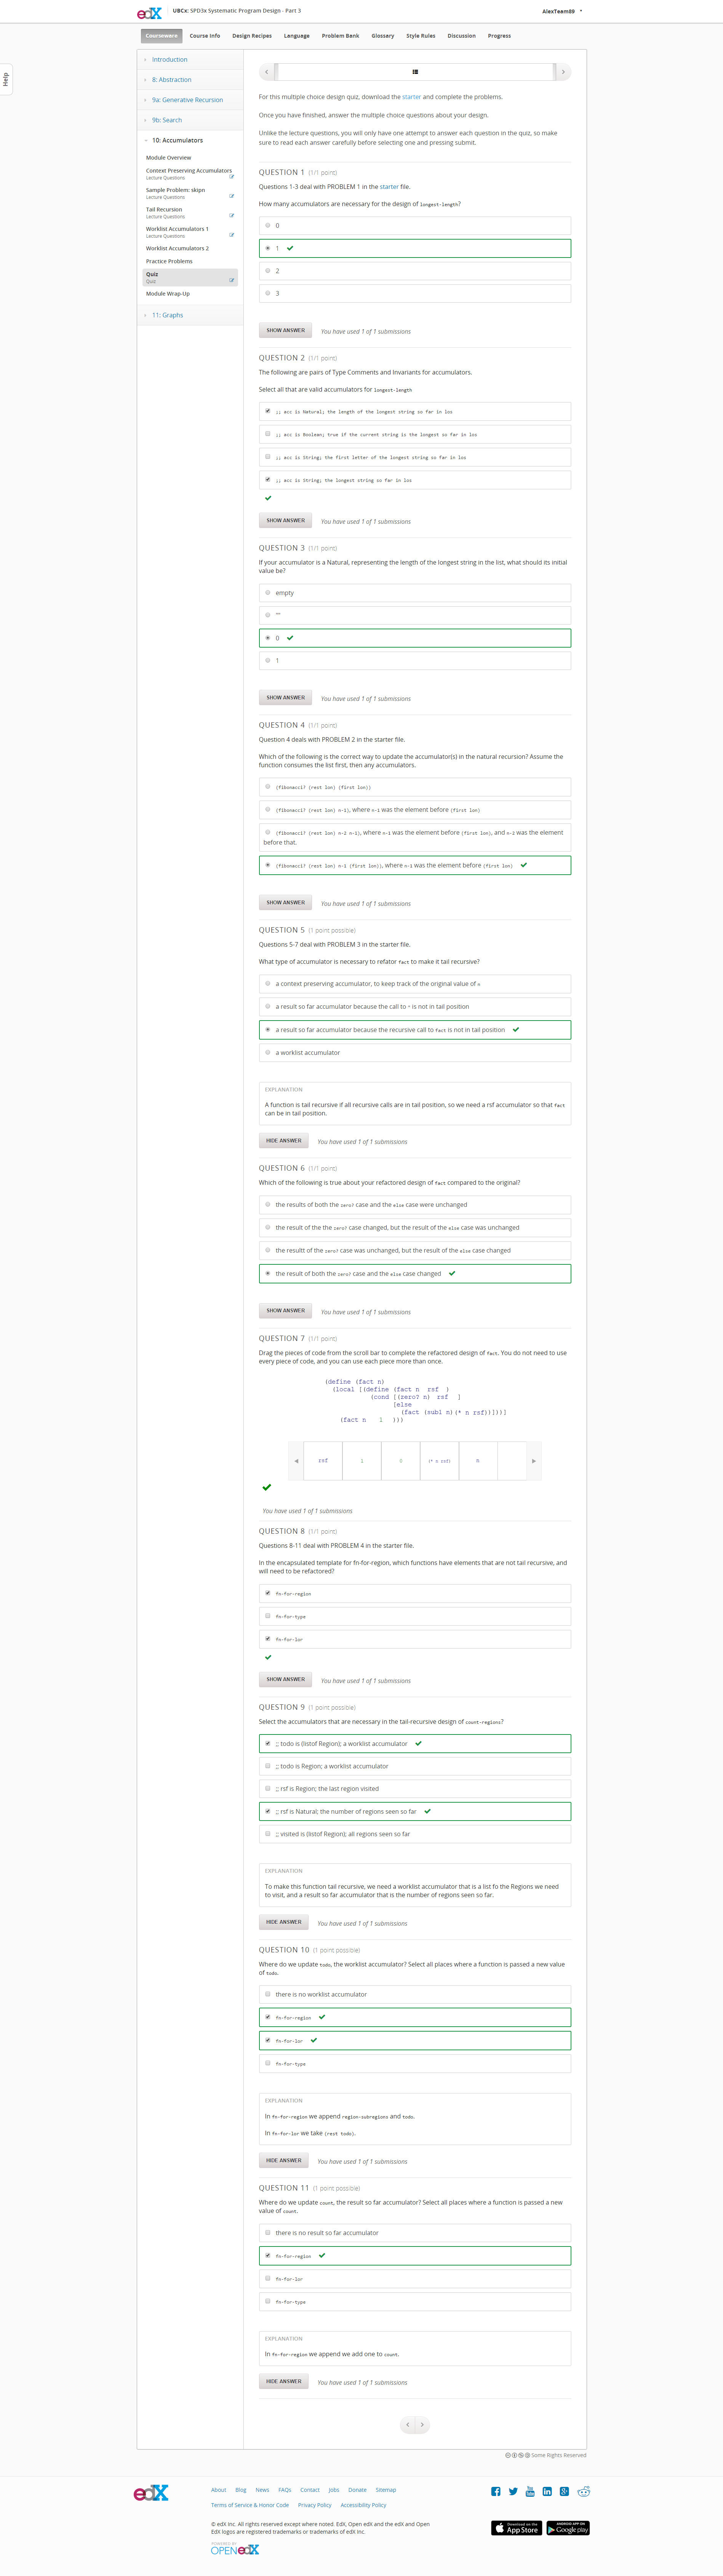 edX
UBCx: SPD3x Systematic Program Design - Part 3
AlexTeam69
Courseware
Course Info
Design Recipes
Language
Problem Bank
Glossary
Style Rules
Discussion
Progress
Help
Introduction
8: Abstraction
9a: Generative Recursion
9b: Search
10: Accumulators
Module Overview
Context Preserving Accumulators
Lecture Questions
Sample Problem: skipn
Lecture Questions
Tail Recursion
Lecture Questions
Worklist Accumulators 1
Lecture Questions
Worklist Accumulators 2
Practice Problems
Quiz
Quiz
Module Wrap-Up
11: Graphs
For this multiple choice design quiz, download the starter and complete the problems.
Once you have finished, answer the multiple choice questions about your design.
Unlike the lecture questions, you will only have one attempt to answer each question in the quiz, so make
sure to read each answer carefully before selecting one and pressing submit.
QUESTION 1 (1/1 point)
Questions 1-3 deal with PROBLEM 1 in the starter file.
How many accumulators are necessary for the design of longest-length?
0
1
2
3
SHOW ANSWER You have used 1 of 1 submissions
QUESTION 2 (1/1 point)
The following are pairs of Type Comments and Invariants for accumulators.
Select all that are valid accumulators for longest-length
;; acc is Natural; the length of the longest string so far in los
;; acc is Boolean; true if the current string is the longest so far in los
;; acc is String; the first letter of the longest string so far in los
;; acc is String; the longest string so far in los
SHOW ANSWER You have used 1 of 1 submissions
QUESTION 3 (1/1 point)
If your accumulator is a Natural, representing the length of the longest string in the list, what should its initial
value be?
empty
""
0
1
SHOW ANSWER You have used 1 of 1 submissions
QUESTION 4 (1/1 point)
Question 4 deals with PROBLEM 2 in the starter file.
Which of the following is the correct way to update the accumulator(s) in the natural recursion? Assume the
function consumes the list first, then any accumulators.
(fibonacci? (rest lon) (first lon))
(fibonacci? (rest lon) n-1), where n-1 was the element before (first lon)
(fibonacci? (rest lon) n-2 n-1), where n-1 was the element before (first lon), and n-2 was the element
before that.
(fibonacci? (rest lon) n-1 (first lon)), where n-1 was the element before (first lon)
SHOW ANSWER You have used 1 of 1 submissions
QUESTION 5 (1 point possible)
Questions 5-7 deal with PROBLEM 3 in the starter file.
What type of accumulator is necessary to refator fact to make it tail recursive?
a context preserving accumulator, to keep track of the original value of n
a result so far accumulator because the call to * is not in tail position
a result so far accumulator because the recursive call to fact is not in tail position
a worklist accumulator
EXPLANATION
A function is tail recursive if all recursive calls are in tail position, so we need a rsf accumulator so that fact
can be in tail position.
HIDE ANSWER You have used 1 of 1 submissions
QUESTION 6 (1/1 point)
Which of the following is true about your refactored design of fact compared to the original?
the results of both the zero? case and the else case were unchanged
the result of the the zero? case changed, but the result of the else case was unchanged
the resultt of the zero? case was unchanged, but the result of the else case changed
the result of both the zero? case and the else case changed
SHOW ANSWER You have used 1 of 1 submissions
QUESTION 7 (1/1 point)
Drag the pieces of code from the scroll bar to complete the refactored design of fact. You do not need to use
every piece of code, and you can use each piece more than once.
(define (fact n)
(local [(define (fact n rsf )
(cond [(zero? n) rsf ]
[else
(fact (sub1 n)(* n rsf))]))]
(fact n 1 )))
rsf
1
0
(* n rsf)
n
You have used 1 of 1 submissions
QUESTION 8 (1/1 point)
Questions 8-11 deal with PROBLEM 4 in the starter file.
In the encapsulated template for fn-for-region, which functions have elements that are not tail recursive, and
will need to be refactored?
fn-for-region
fn-for-type
fn-for-lor
SHOW ANSWER You have used 1 of 1 submissions
QUESTION 9 (1 point possible)
Select the accumulators that are necessary in the tail-recursive design of count-regions?
;; todo is (listof Region); a worklist accumulator
;; todo is Region; a worklist accumulator
;; rsf is Region; the last region visited
;; rsf is Natural; the number of regions seen so far
;; visited is (listof Region); all regions seen so far
EXPLANATION
To make this function tail recursive, we need a worklist accumulator that is a list fo the Regions we need
to visit, and a result so far accumulator that is the number of regions seen so far.
HIDE ANSWER You have used 1 of 1 submissions
QUESTION 10 (1 point possible)
Where do we update todo, the worklist accumulator? Select all places where a function is passed a new value
of todo.
there is no worklist accumulator
fn-for-region
fn-for-lor
fn-for-type
EXPLANATION
In fn-for-region we append region-subregions and todo.
In fn-for-lor we take (rest todo).
HIDE ANSWER You have used 1 of 1 submissions
QUESTION 11 (1 point possible)
Where do we update count, the result so far accumulator? Select all places where a function is passed a new
value of count.
there is no result so far accumulator
fn-for-region
fn-for-lor
fn-for-type
EXPLANATION
In fn-for-region we append we add one to count.
HIDE ANSWER You have used 1 of 1 submissions
Some Rights Reserved
edX
About Blog News FAQs Contact Jobs Donate Sitemap
Terms of Service & Honor Code Privacy Policy Accessibility Policy
© edX Inc. All rights reserved except where noted. EdX, Open edX and the edX and Open
EdX logos are registered trademarks or trademarks of edX Inc.
POWERED BY
OPEN edX
Download on the
App Store
ANDROID APP ON
Google play